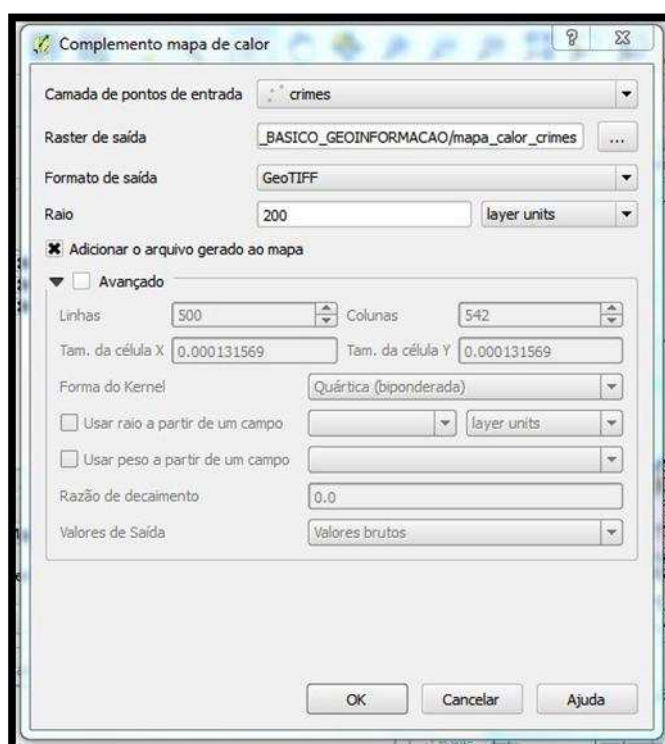 Complemento mapa de calor
Camada de pontos de entrada crimes
Raster de saída _BASICO_GEOINFORMACAO/mapa_calor_crimes ...
Formato de saída GeoTIFF
Raio 200 layer units
Adicionar o arquivo gerado ao mapa
Avançado
Linhas 500 Colunas 542
Tam. da célula X 0.000131569 Tam. da célula Y 0.000131569
Forma do Kernel Quártica (biponderada)
Usar raio a partir de um campo layer units
Usar peso a partir de um campo
Razão de decaimento 0.0
Valores de Saída Valores brutos
OK Cancelar Ajuda